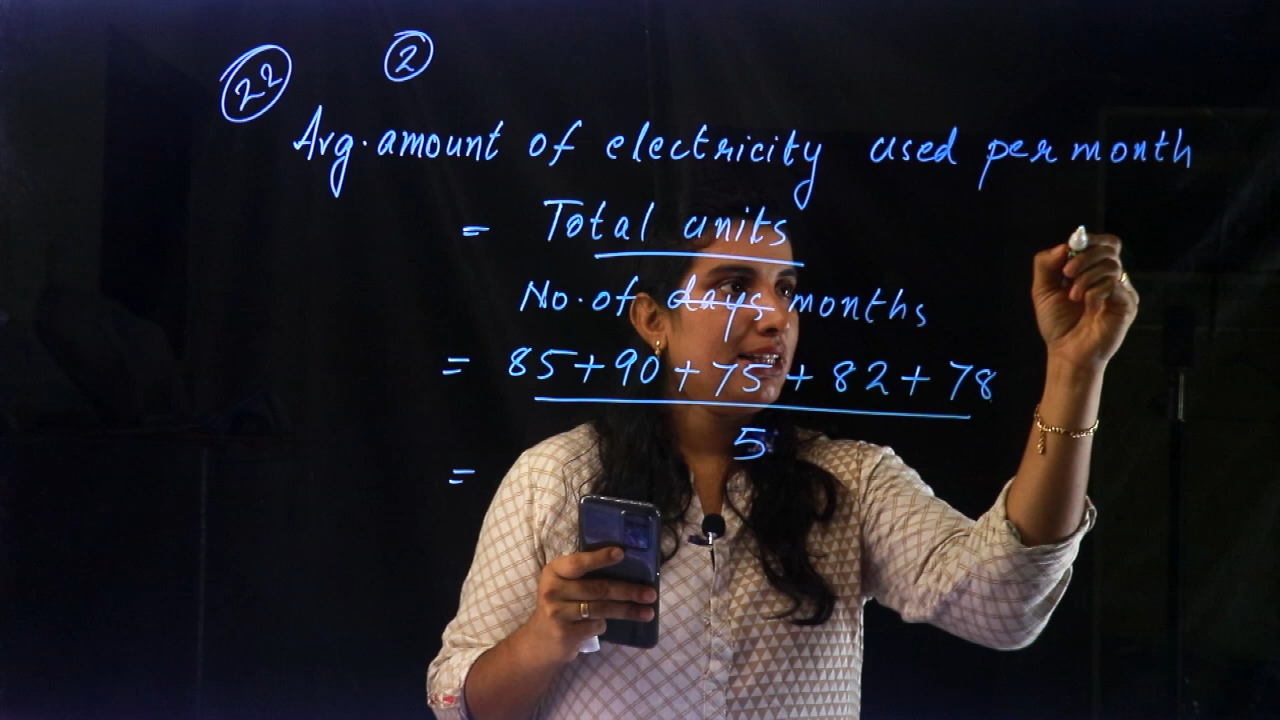 22 2
Avg. amount of electricity used per month
= Total units
No. of days months
= 85+90+75+82+78
5
=